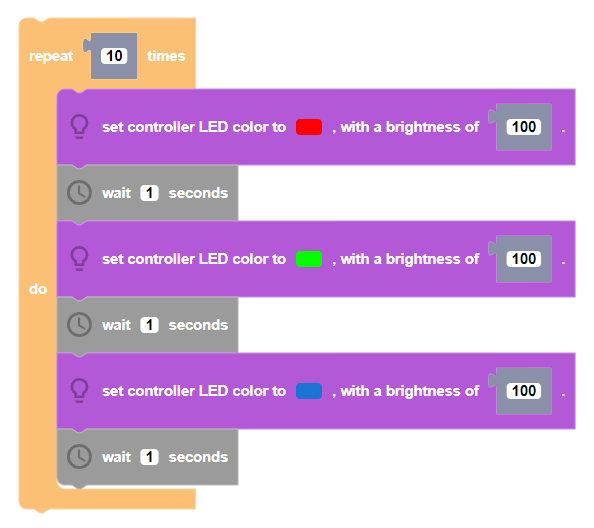 repeat 10 times
set controller LED color to , with a brightness of 100 .
wait 1 seconds
set controller LED color to , with a brightness of 100 .
do
wait 1 seconds
set controller LED color to , with a brightness of 100 .
wait 1 seconds